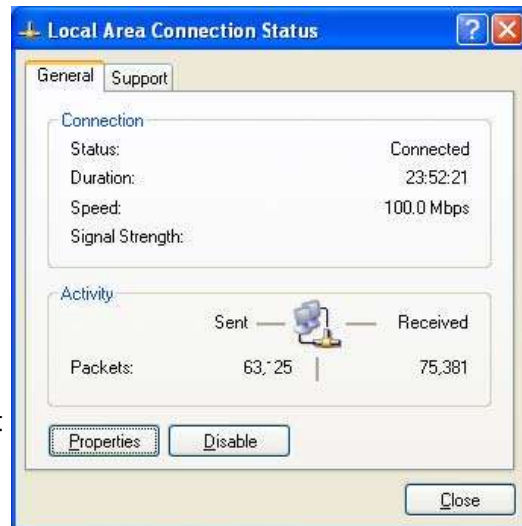 Local Area Connection Status
General Support
Connection
Status: Connected
Duration: 23:52:21
Speed: 100.0 Mbps
Signal Strength:
Activity
Sent Received
Packets: 75,381
Properties Disable
Close